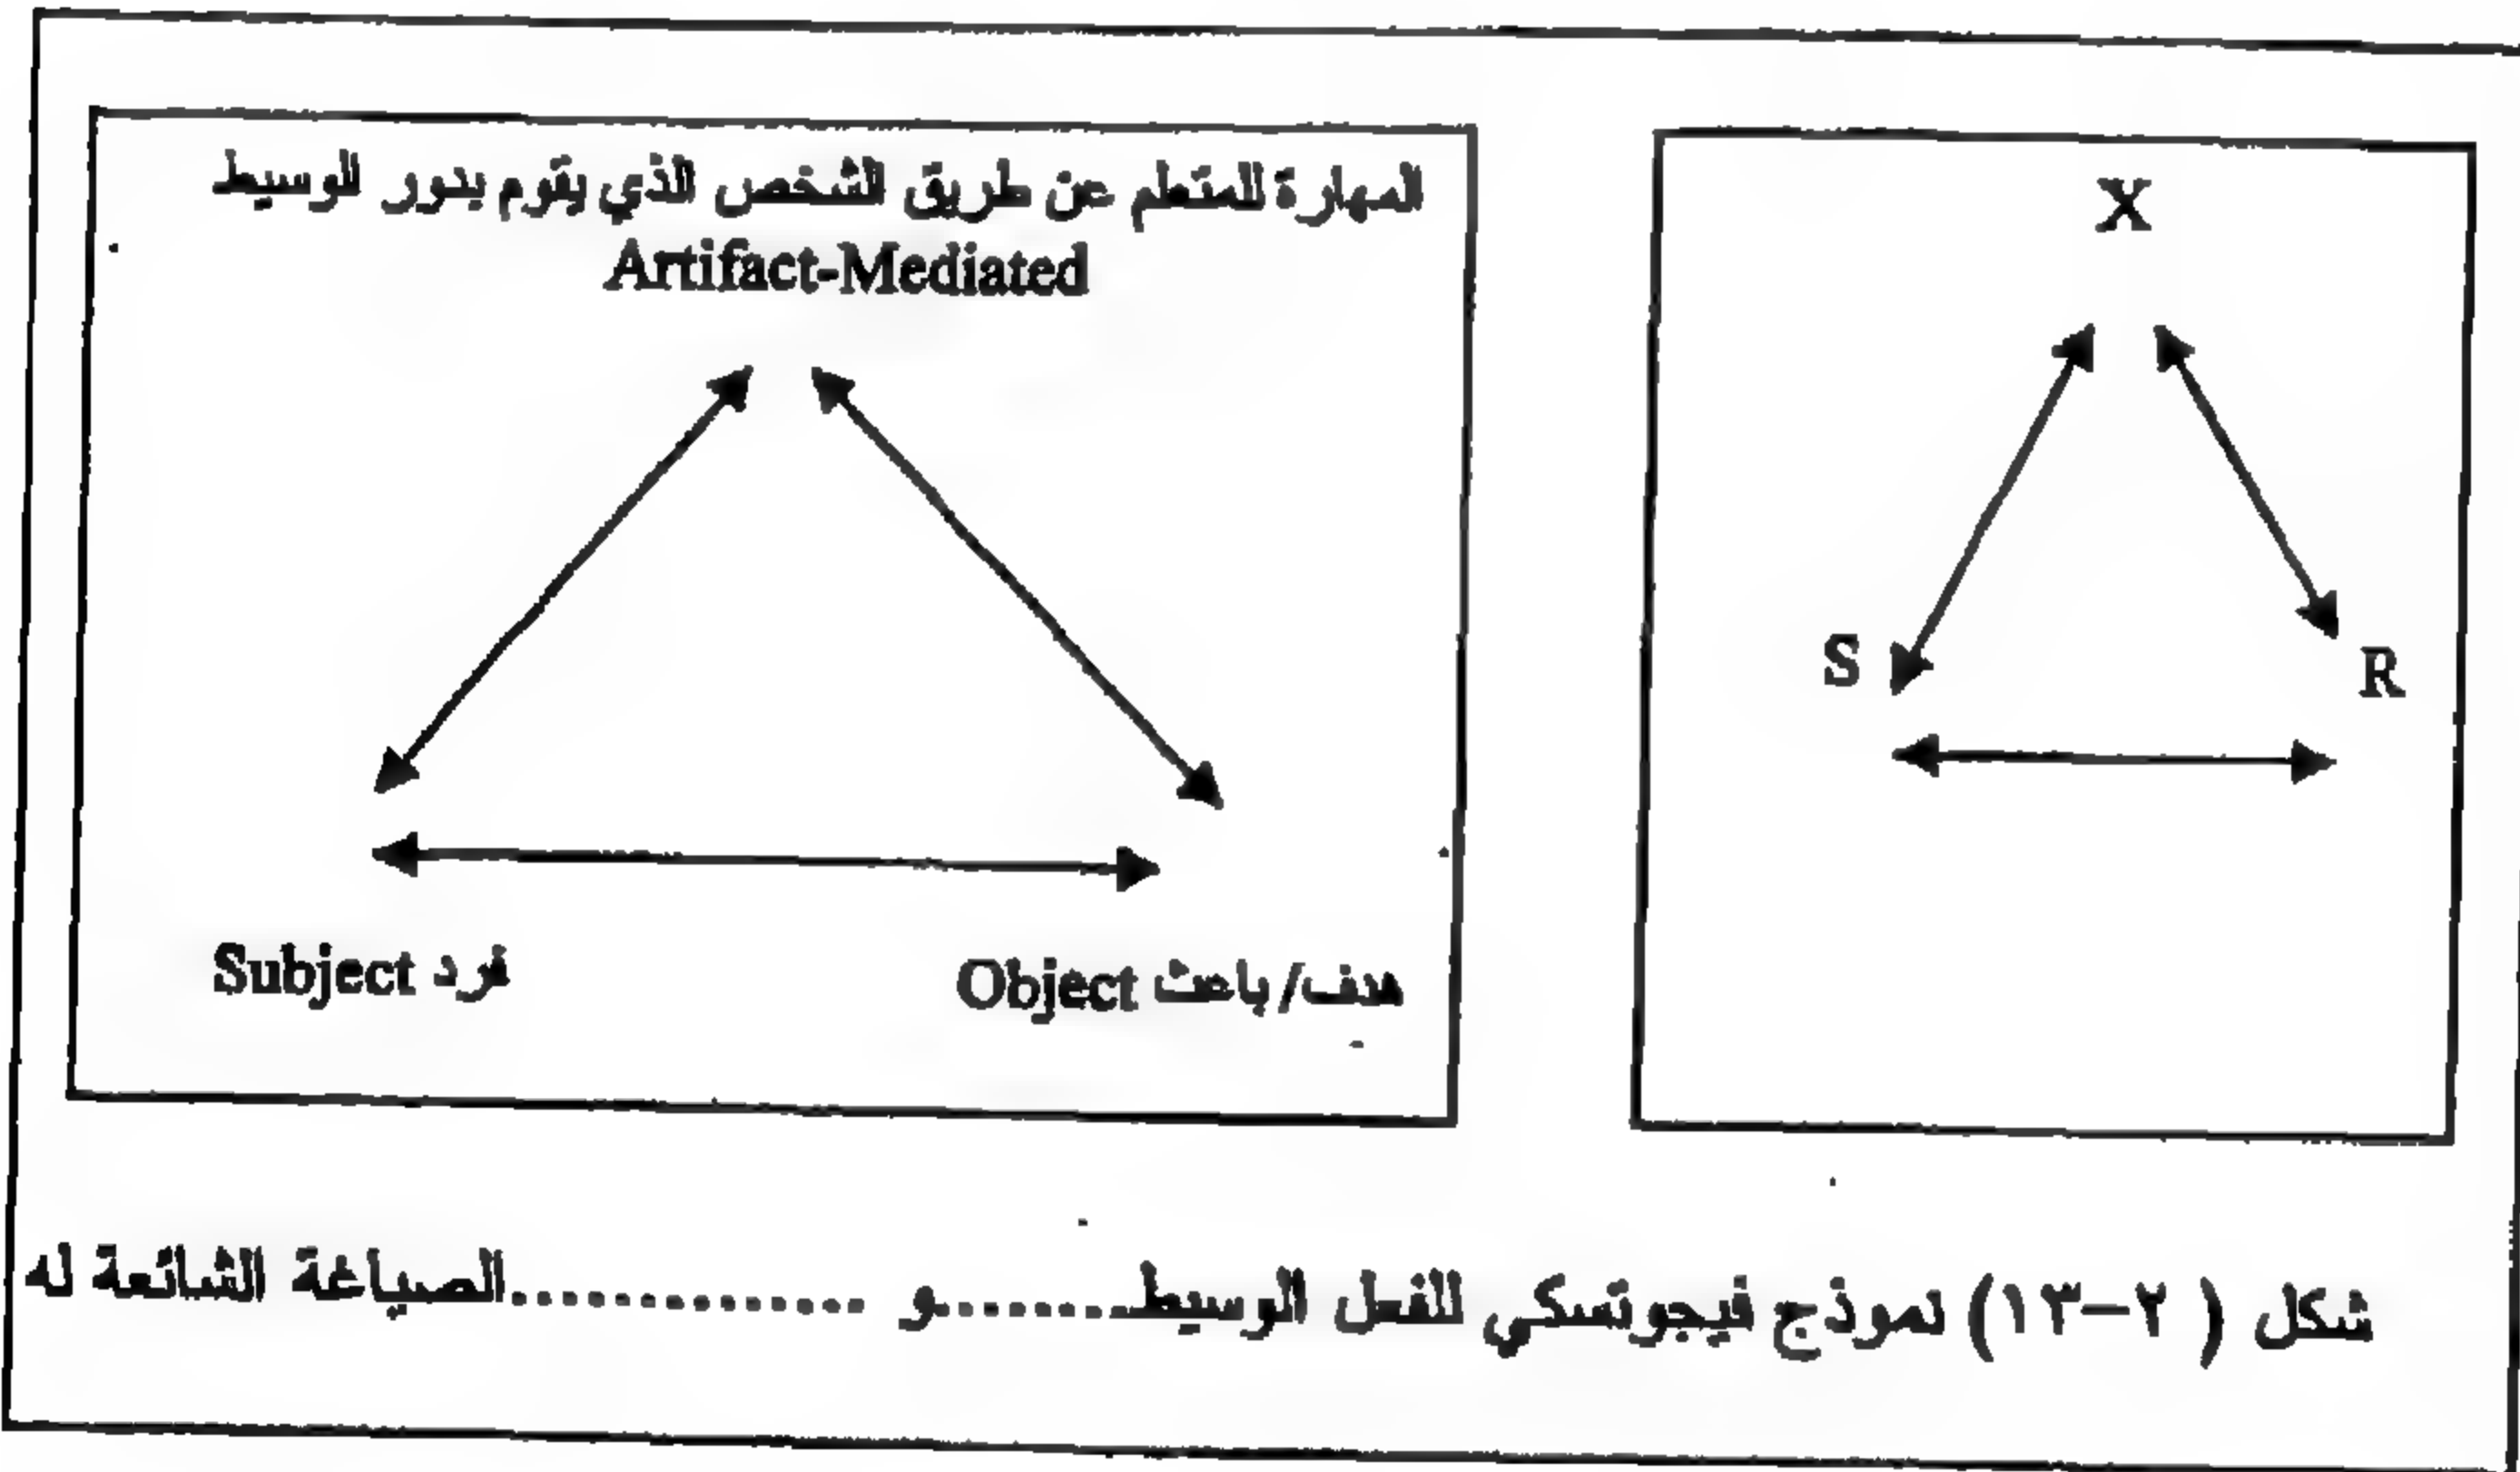 المهارة للمتعلم عن طريق الشخص الذي يقوم بدور الوسيط
Artifact-Mediated
فرد Subject
هدف/باعث Object
X
S
R
شكل (٢-١٣) نموذج فيجوتسكي للفعل الوسيط.......و ..............الصياغة الشائعة له